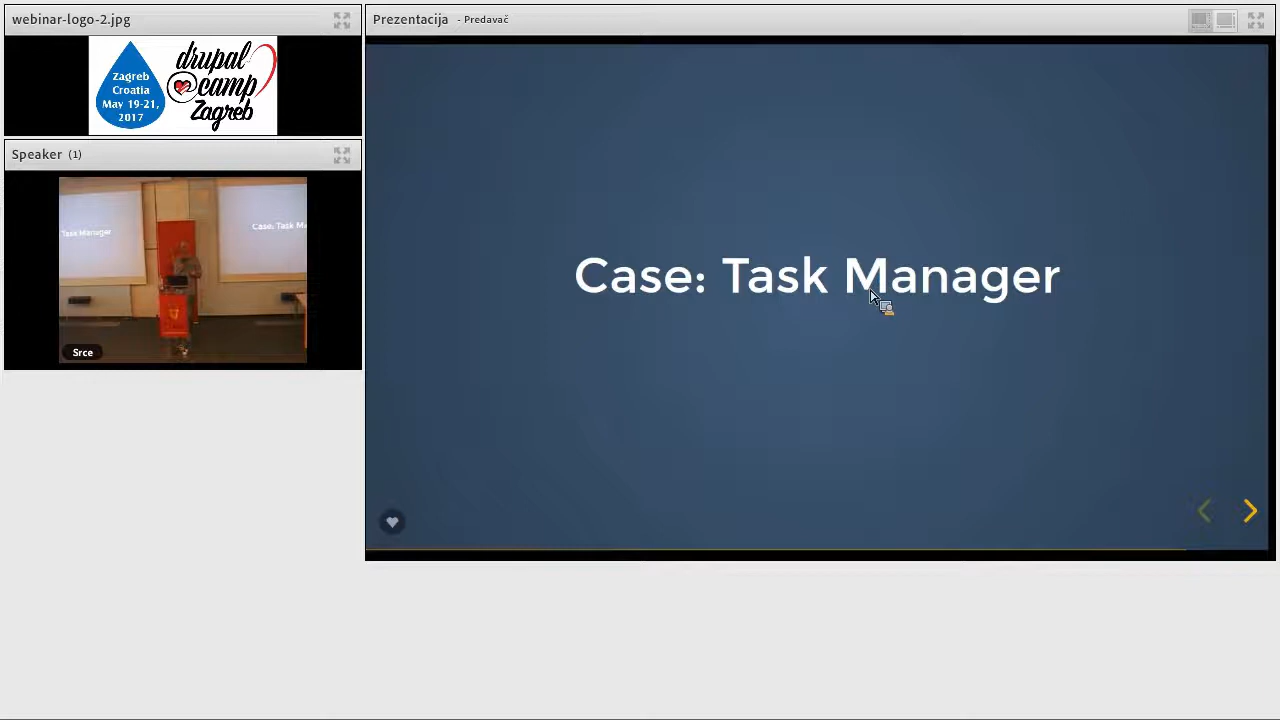 webinar-logo-2.jpg
Zagreb
Croatia
May 19-21,
2017
drupal
camp
Zagreb
Speaker (1)
Task Manager
Case: Task Ma
Srce
Prezentacija - Predavač
Case: Task Manager